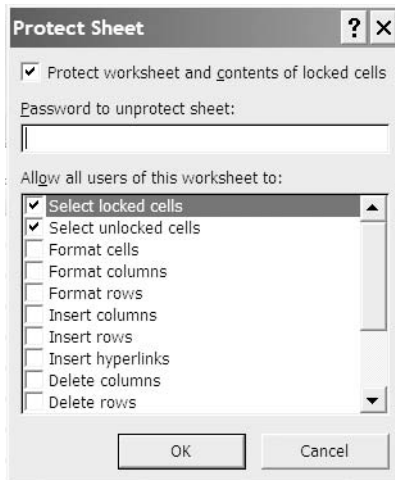 Protect Sheet ? ×
Protect worksheet and contents of locked cells
Password to unprotect sheet:
Allow all users of this worksheet to:
Select locked cells
Select unlocked cells
Format cells
Format columns
Format rows
Insert columns
Insert rows
Insert hyperlinks
Delete columns
Delete rows
OK Cancel